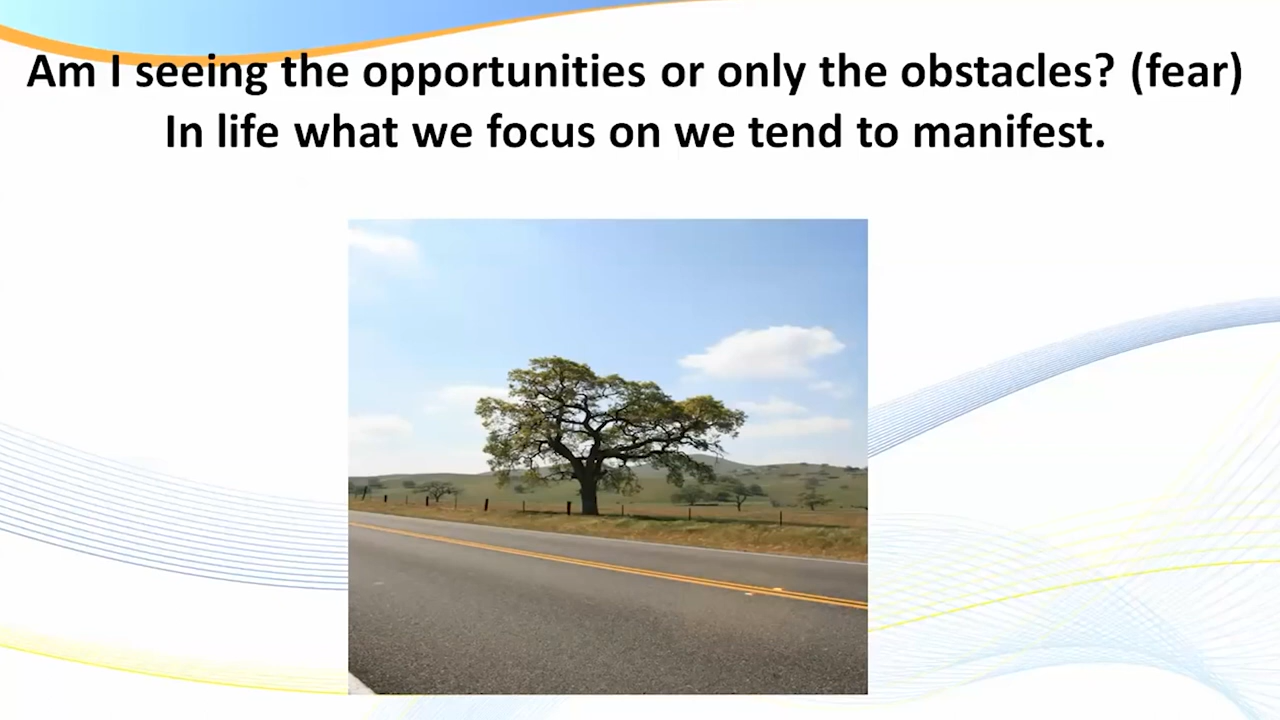 Am I seeing the opportunities or only the obstacles? (fear)
In life what we focus on we tend to manifest.